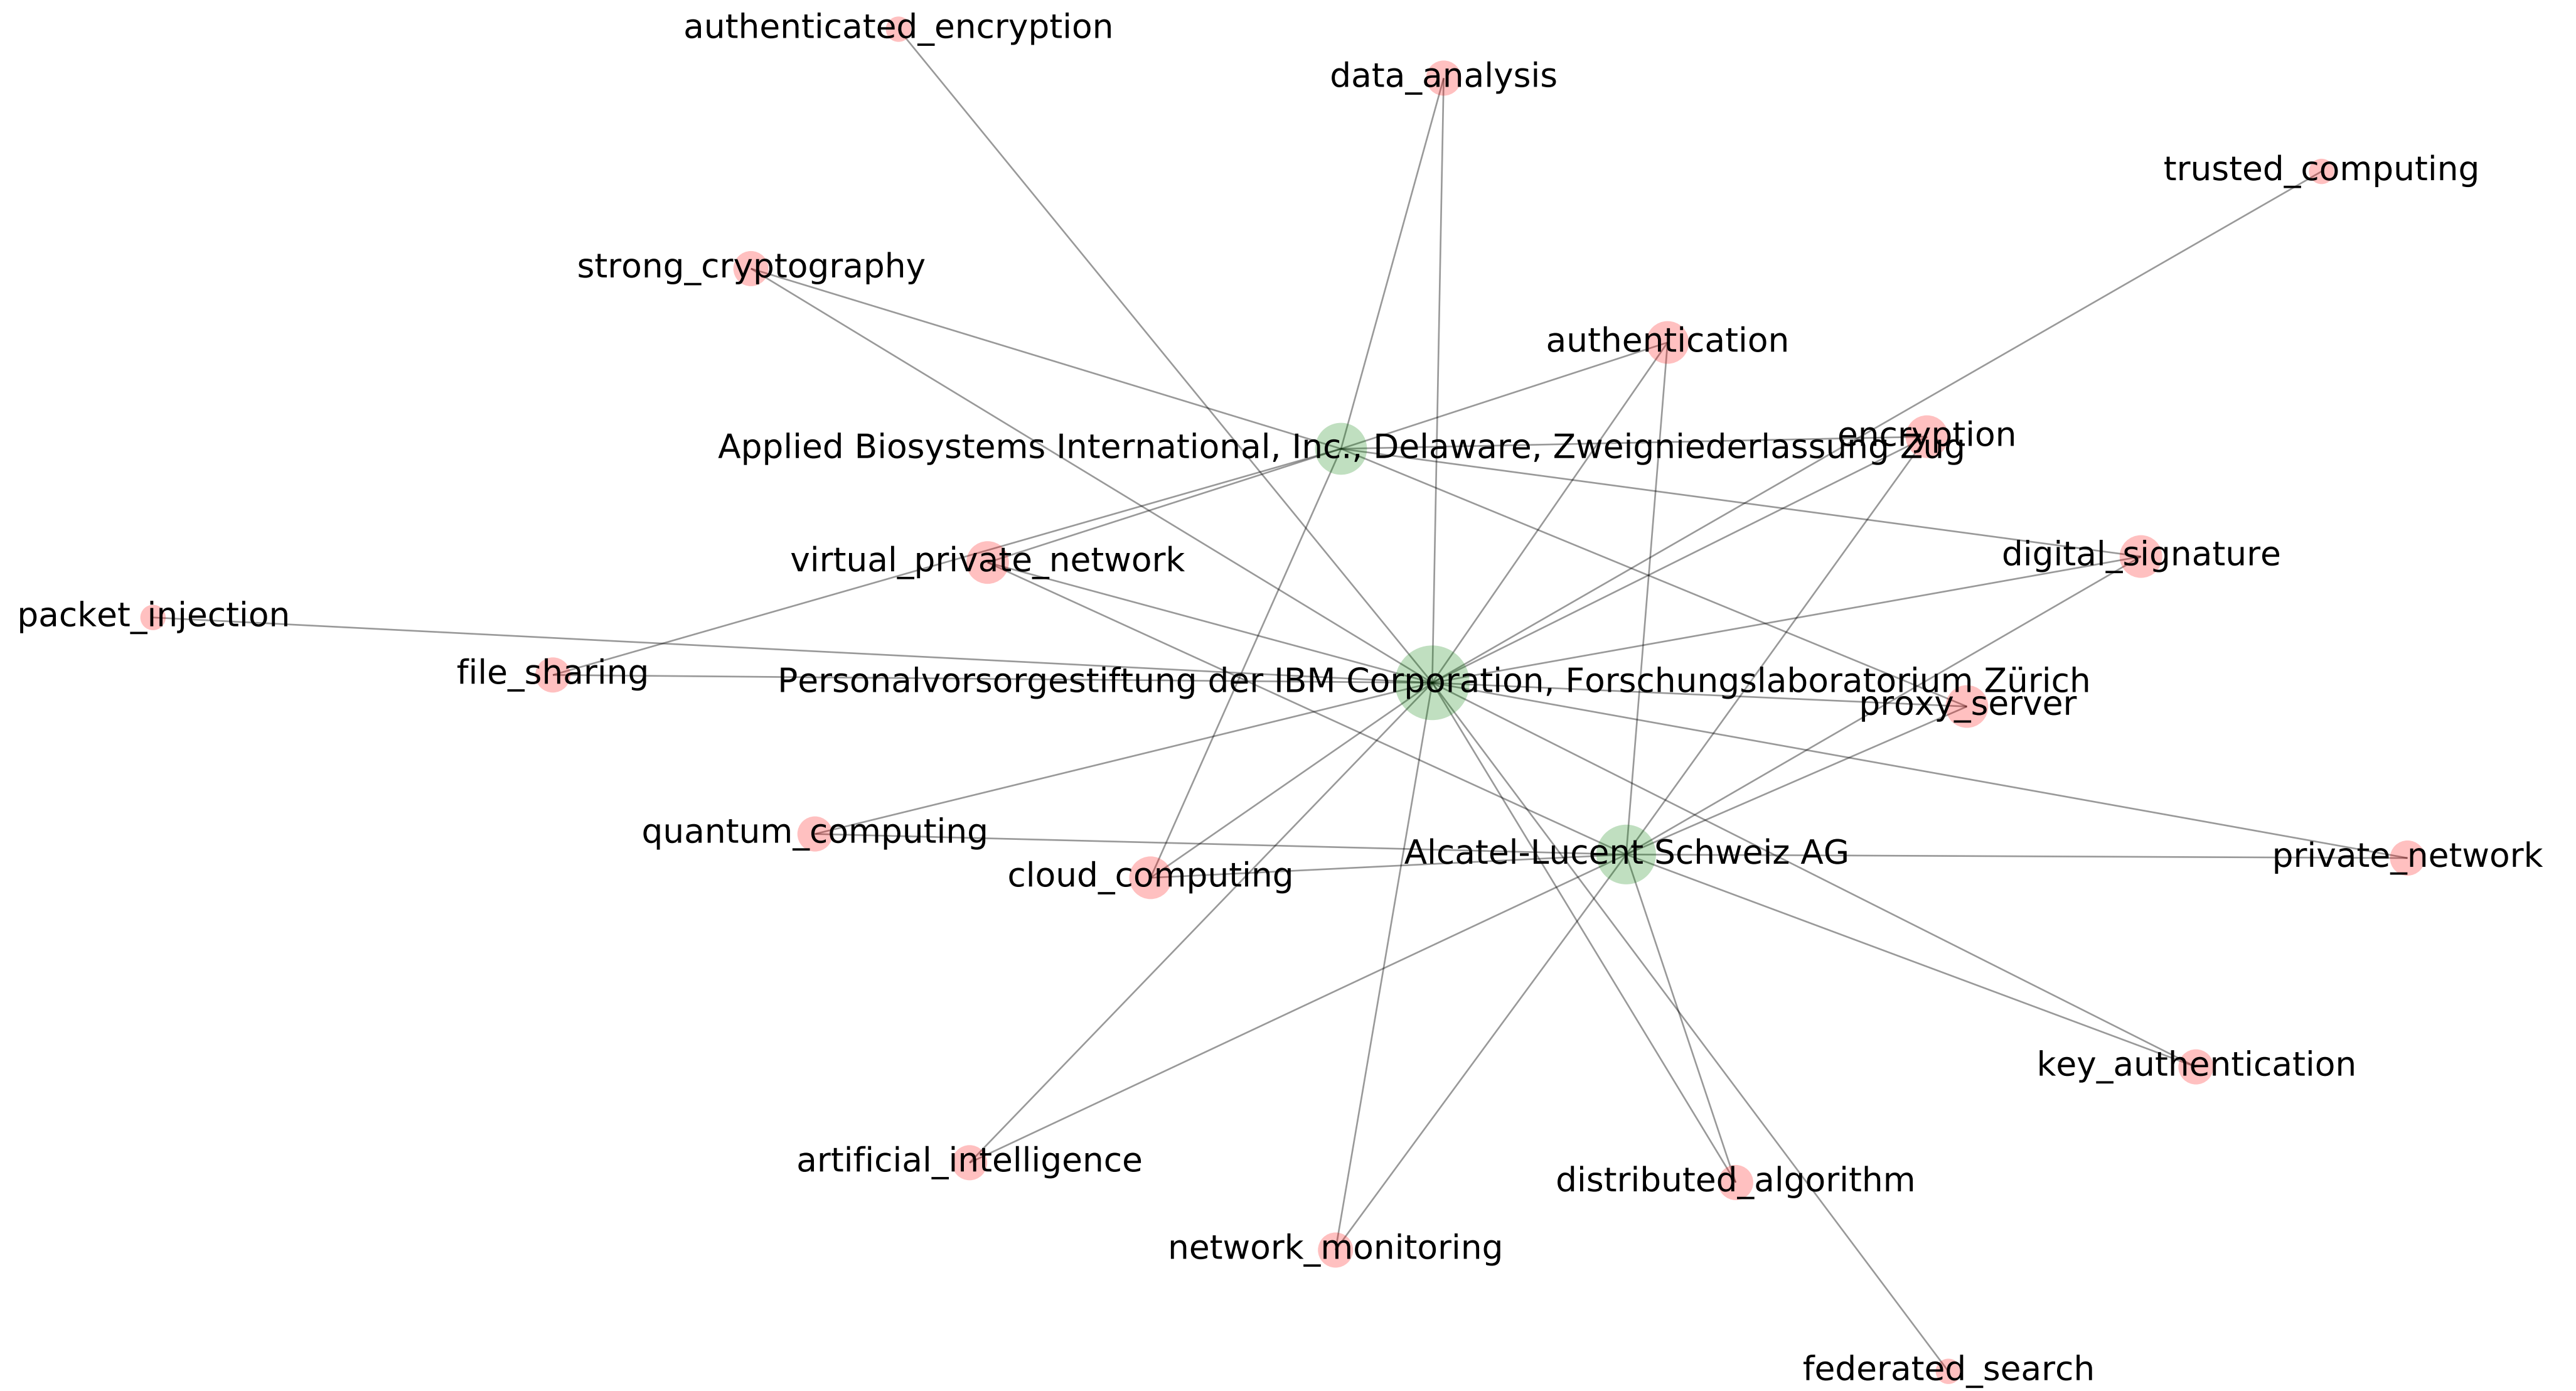 authenticated_encryption
data_analysis
trusted_computing
strong_cryptography
authentication
encryption
Applied Biosystems International, Inc., Delaware, Zweigniederlassung Zug
digital_signature
virtual_private_network
packet_injection
file_sharing
Personalvorsorgestiftung der IBM Corporation, Forschungslaboratorium Zürich
proxy_server
quantum_computing
Alcatel-Lucent Schweiz AG
private_network
cloud_computing
key_authentication
artificial_intelligence
distributed_algorithm
network_monitoring
federated_search